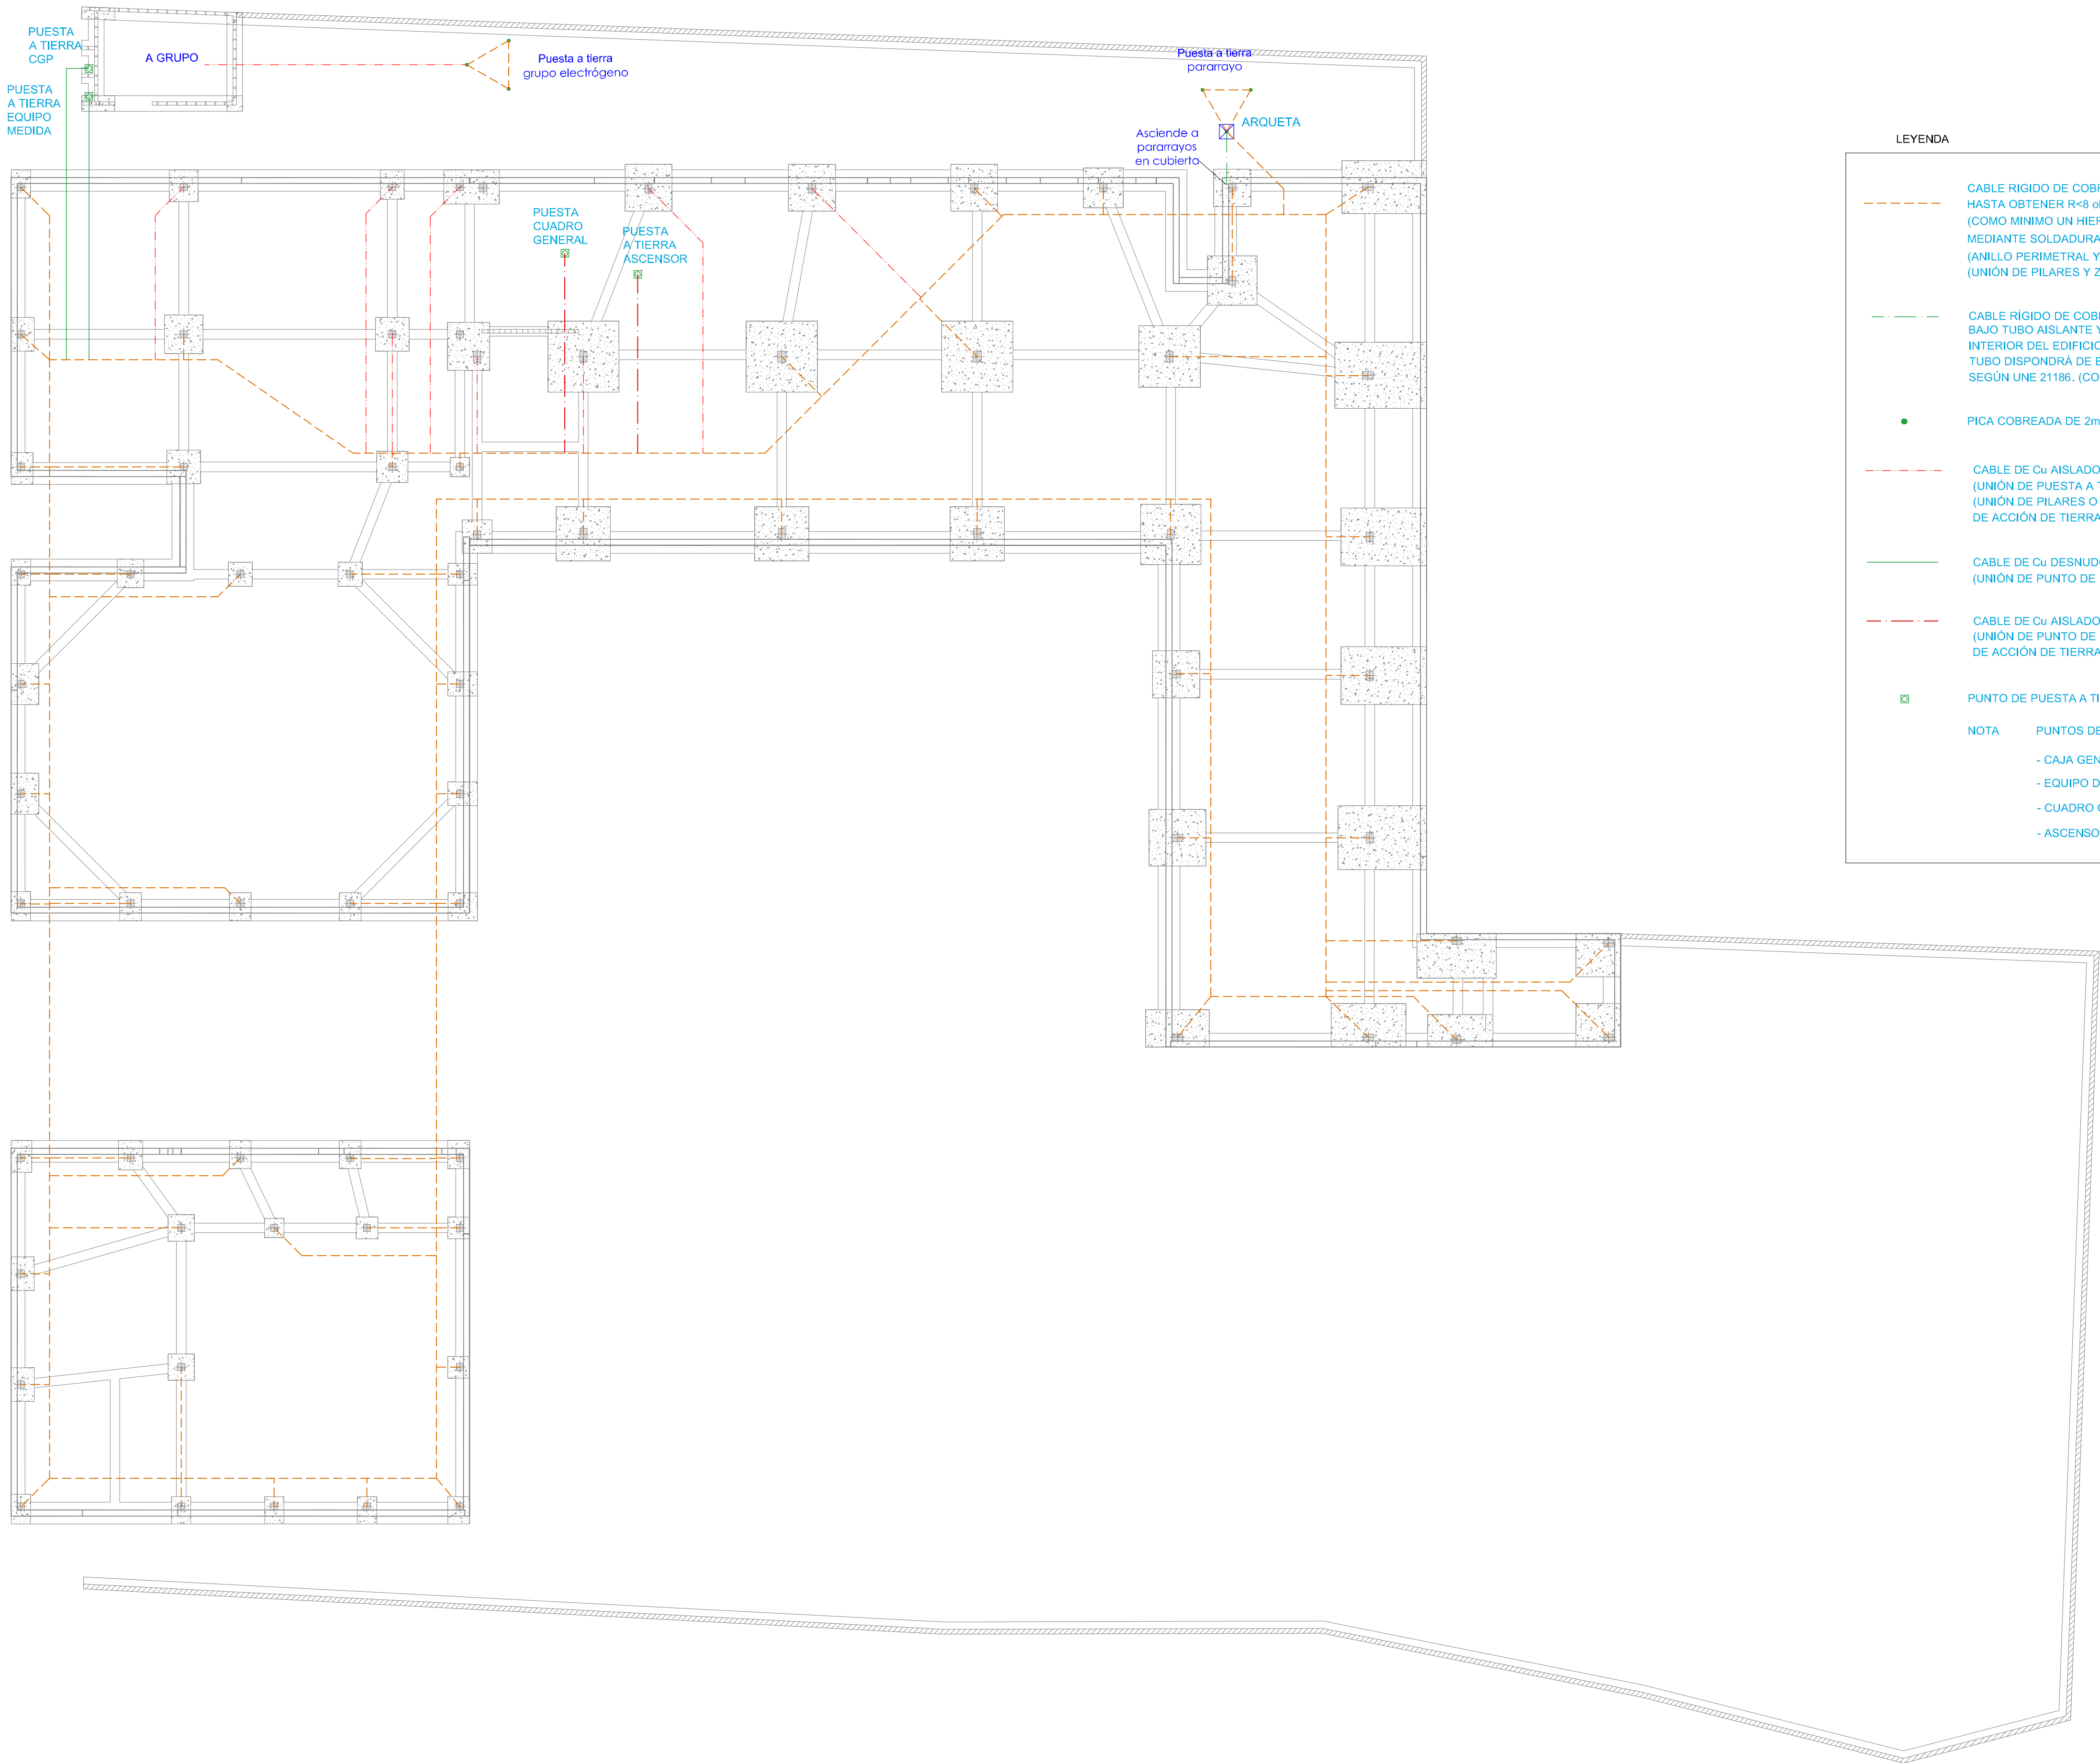 PUESTA
A TIERRA
CGP
PUESTA
A TIERRA
EQUIPO
MEDIDA
A GRUPO
Puesta a tierra
grupo electrógeno
Puesta a tierra
pararrayo
ARQUETA
Asciende a
pararrayos
en cubierta
PUESTA
CUADRO
GENERAL
PUESTA
A TIERRA
ASCENSOR
LEYENDA
CABLE RIGIDO DE COB
HASTA OBTENER R<8
(COMO MINIMO UN HIE
MEDIANTE SOLDADURA
(ANILLO PERIMETRAL Y
(UNIÓN DE PILARES Y Z
CABLE RÍGIDO DE COB
BAJO TUBO AISLANTE Y
INTERIOR DEL EDIFICI
TUBO DISPONDRÁ DE
SEGÚN UNE 21186. (CO
PICA COBREADA DE 2m
CABLE DE Cu AISLADO
(UNIÓN DE PUESTA A
(UNIÓN DE PILARES O
DE ACCIÓN DE TIERRA
CABLE DE Cu DESNUD
(UNIÓN DE PUNTO DE
CABLE DE Cu AISLADO
(UNIÓN DE PUNTO DE
DE ACCIÓN DE TIERRA
PUNTO DE PUESTA A TI
NOTA PUNTOS DE
- CAJA GEN
- EQUIPO D
- CUADRO
- ASCENSO